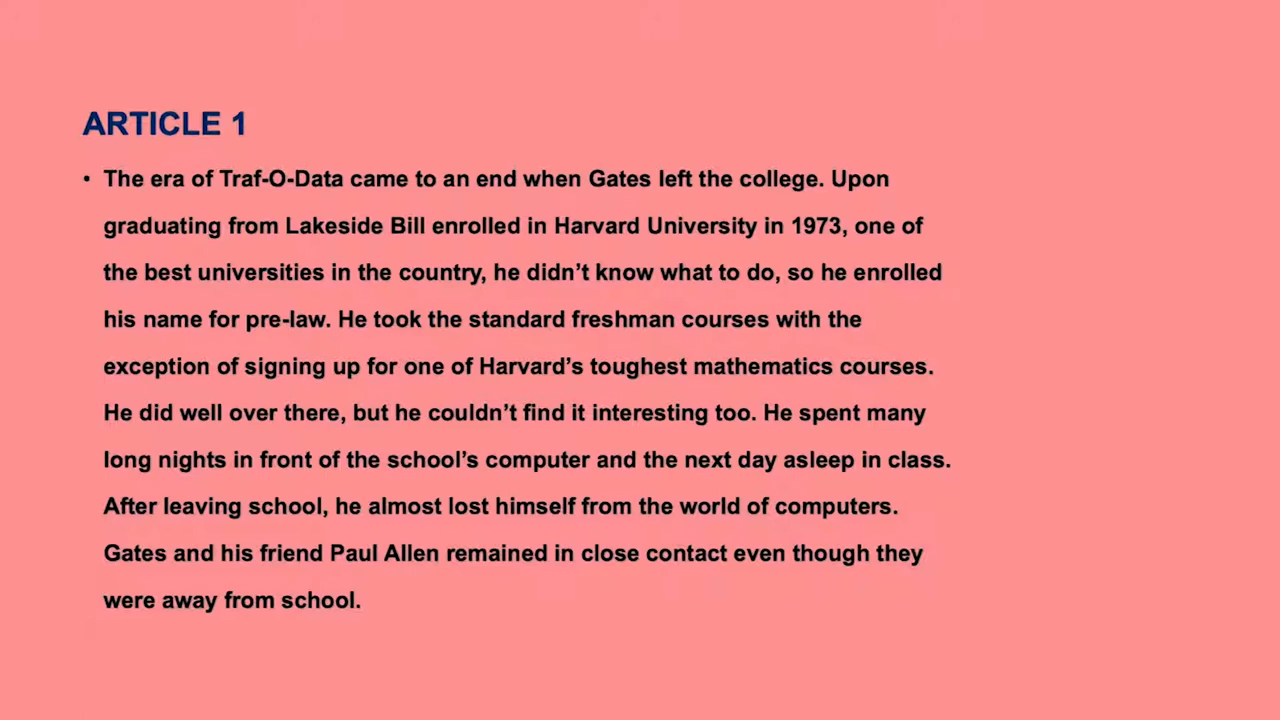 ARTICLE 1
• The era of Traf-O-Data came to an end when Gates left the college. Upon
graduating from Lakeside Bill enrolled in Harvard University in 1973, one of
the best universities in the country, he didn’t know what to do, so he enrolled
his name for pre-law. He took the standard freshman courses with the
exception of signing up for one of Harvard’s toughest mathematics courses.
He did well over there, but he couldn’t find it interesting too. He spent many
long nights in front of the school’s computer and the next day asleep in class.
After leaving school, he almost lost himself from the world of computers.
Gates and his friend Paul Allen remained in close contact even though they
were away from school.